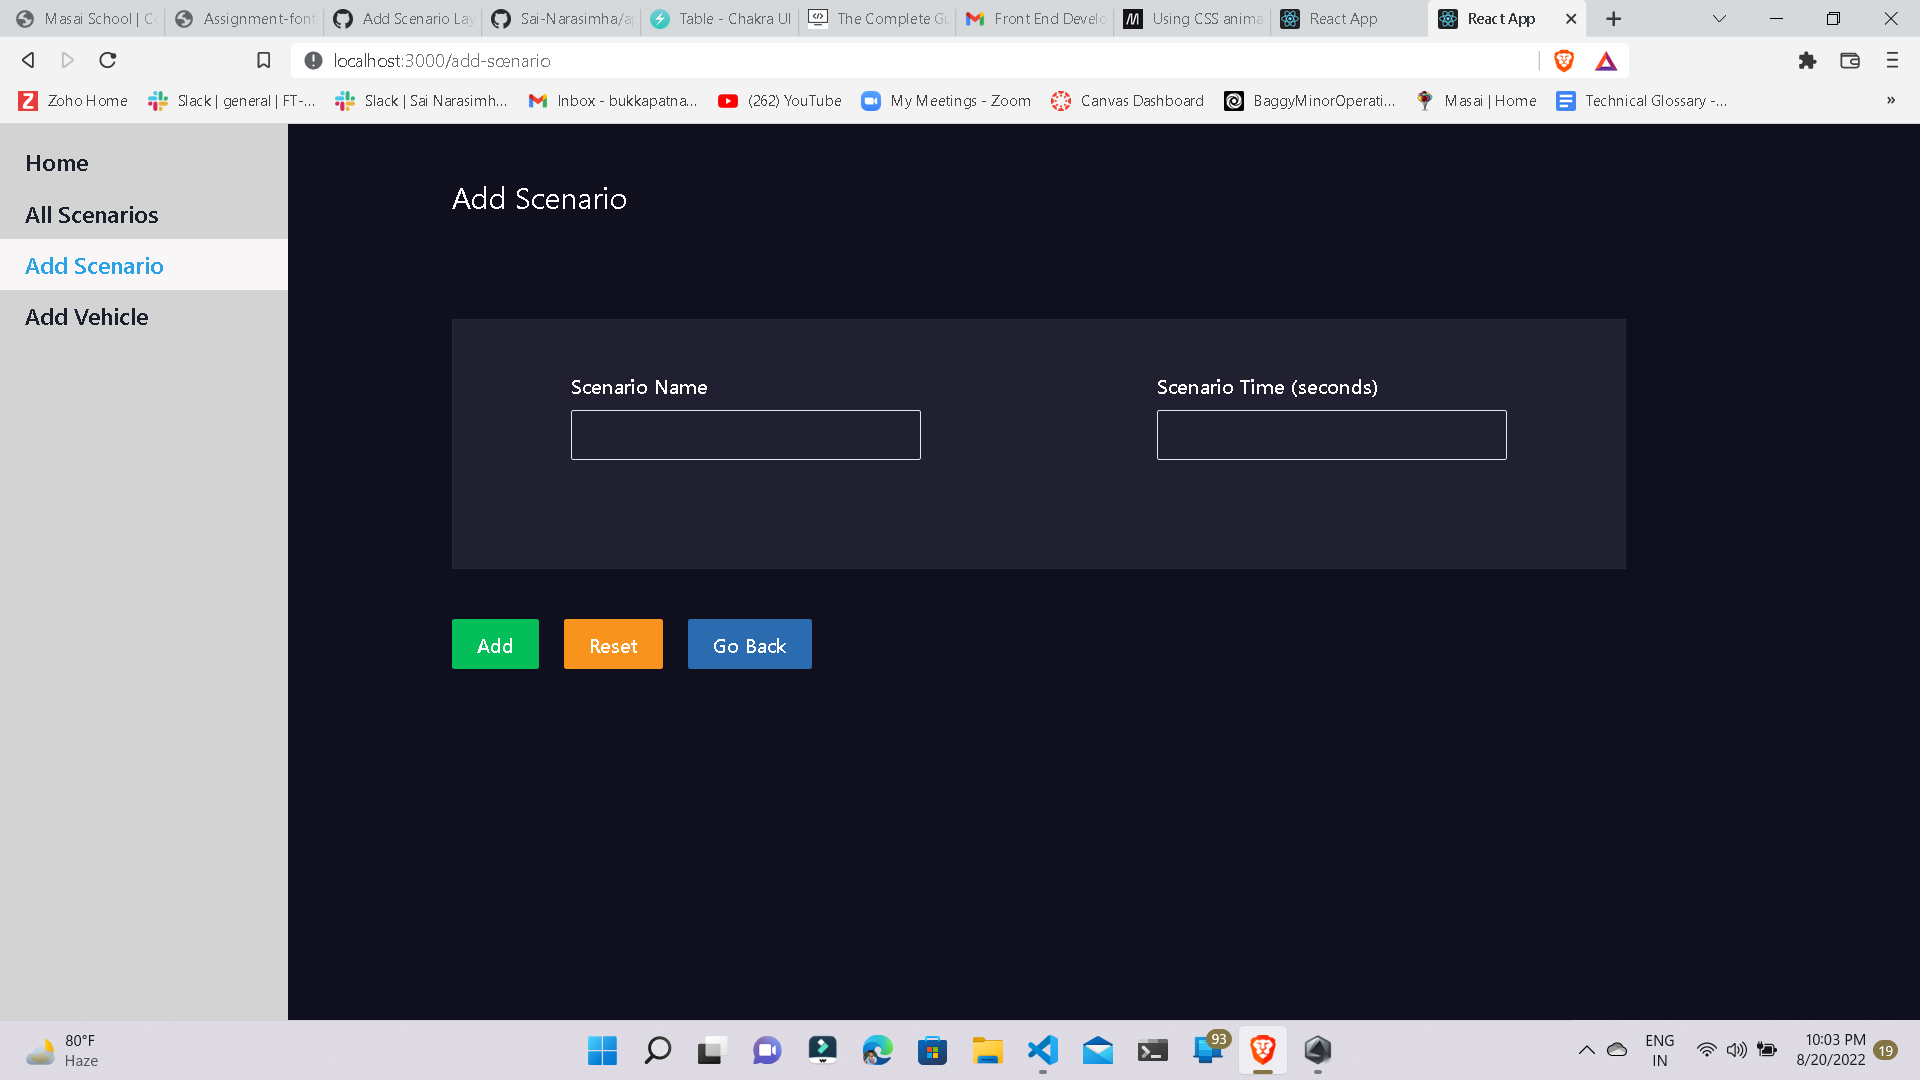 Masai School | Co
Assignment-font
Add Scenario Lay
Sai-Narasimha/a
Table - Chakra UI
The Complete Gu
Front End Develo
Using CSS anima
React App
React App
localhost:3000/add-scenario
Zoho Home
Slack | general | FT-...
Slack | Sai Narasimh...
Inbox - bukkapatna...
(262) YouTube
My Meetings - Zoom
Canvas Dashboard
BaggyMinorOperati...
Masai | Home
Technical Glossary -...
»
Home
All Scenarios
Add Scenario
Add Vehicle
Add Scenario
Scenario Name
Scenario Time (seconds)
Add
Reset
Go Back
80°F
Haze
93
ENG
IN
10:03 PM
8/20/2022
19